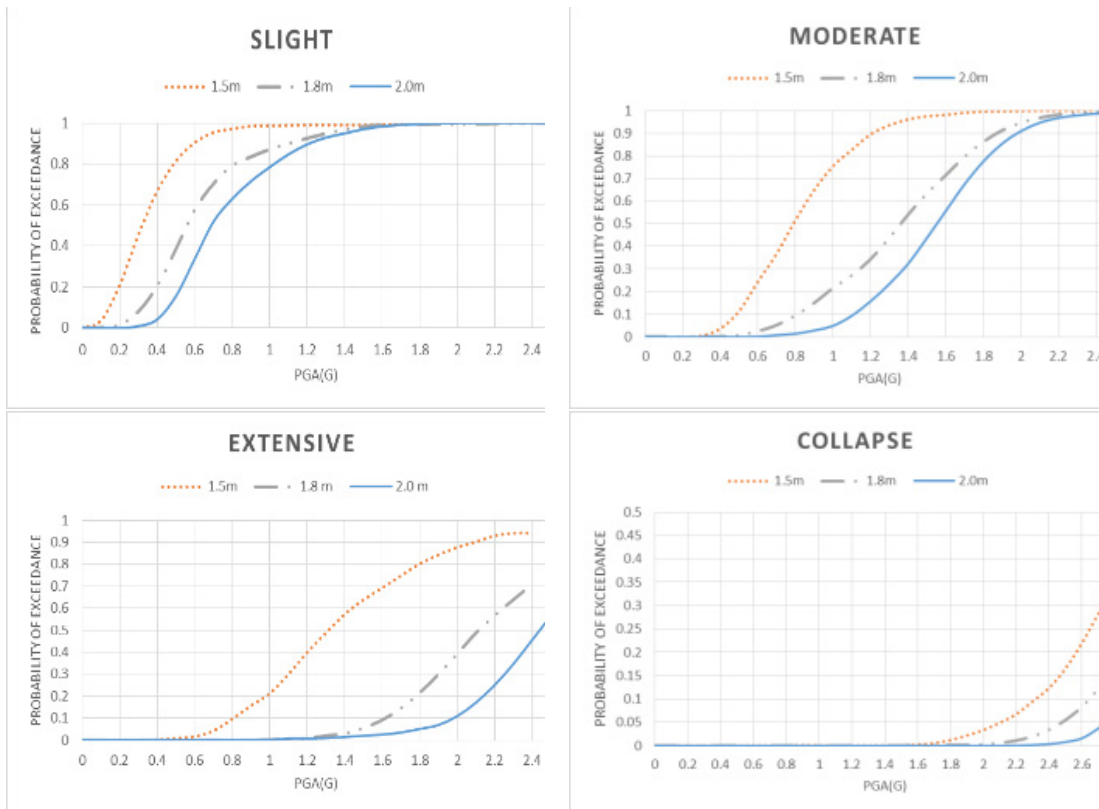 SLIGHT
1.5m 1.8m 2.0m
PROBABILITY OF EXCEEDANCE
1
0.8
0.6
0.4
0.2
0
0 0.2 0.4 0.6 0.8 1 1.2 1.4 1.6 1.8 2 2.2 2.4
PGA(G)
MODERATE
1.5m 1.8m 2.0m
PROBABILITY OF EXCEEDANCE
1
0.9
0.8
0.7
0.6
0.5
0.4
0.3
0.2
0.1
0
0 0.2 0.4 0.6 0.8 1 1.2 1.4 1.6 1.8 2 2.2 2.4
PGA(G)
EXTENSIVE
1.5m 1.8 m 2.0 m
PROBABILITY OF EXCEEDANCE
1
0.9
0.8
0.7
0.6
0.5
0.4
0.3
0.2
0.1
0
0 0.2 0.4 0.6 0.8 1 1.2 1.4 1.6 1.8 2 2.2 2.4
PGA(G)
COLLAPSE
1.5m 1.8m 2.0m
PROBABILITY OF EXCEEDANCE
0.5
0.45
0.4
0.35
0.3
0.25
0.2
0.15
0.1
0.05
0
0 0.2 0.4 0.6 0.8 1 1.2 1.4 1.6 1.8 2 2.2 2.4 2.6
PGA(G)